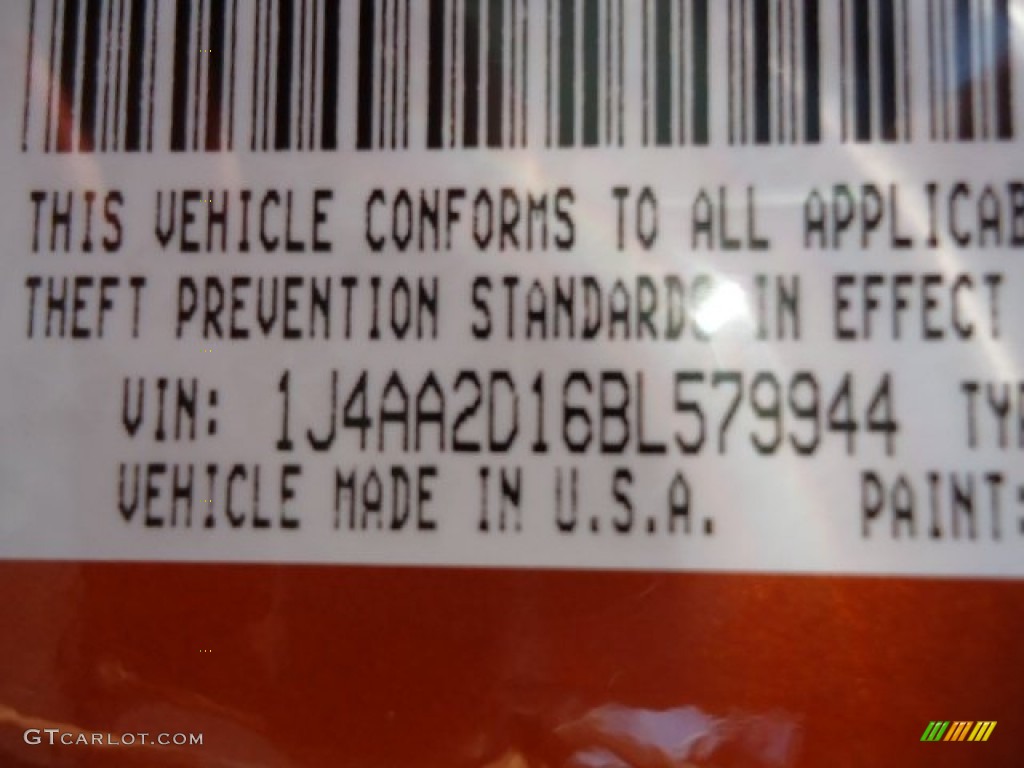 THIS VEHICLE CONFORMS TO ALL APPLICAB
THEFT PREVENTION STANDARDS IN EFFECT
VIN: 1J4AA2D16BL579944 TYP
VEHICLE MADE IN U.S.A. PAINT:
GTCARLOT.COM